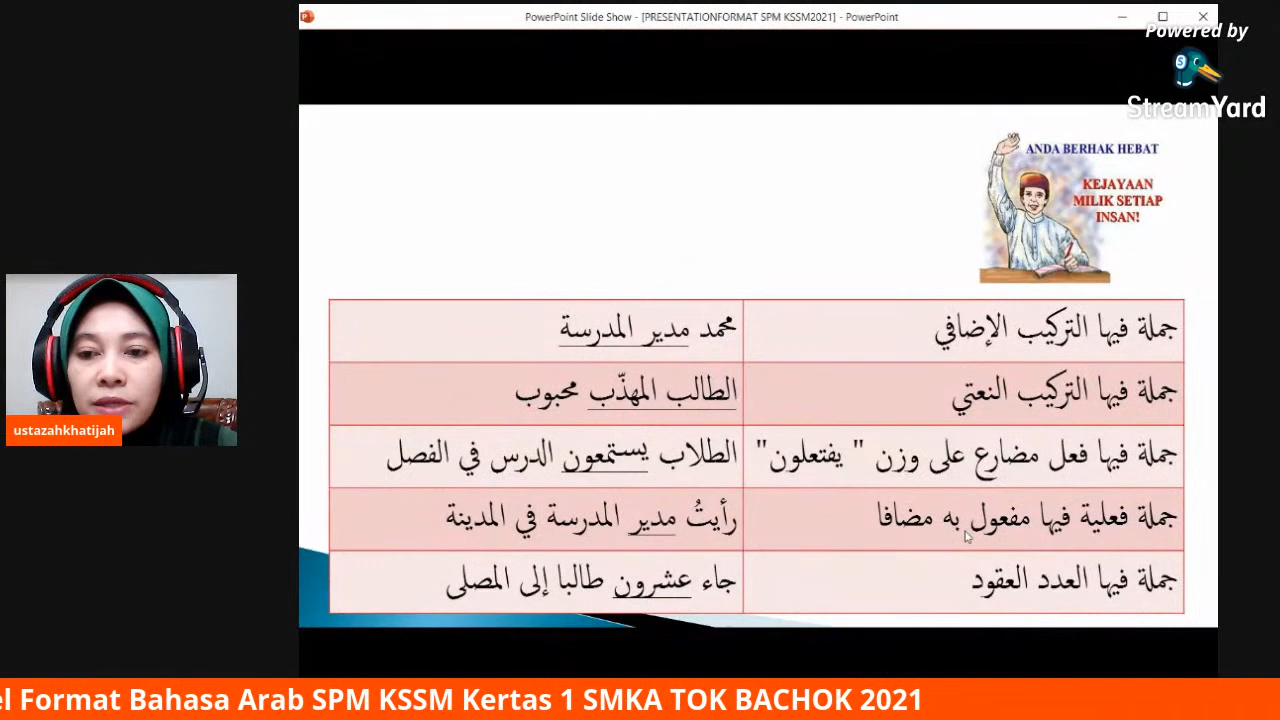 PowerPoint Slide Show - [PRESENTATIONFORMAT SPM KSSM2021] - PowerPoint
Powered by
StreamYard
ANDA BERHAK HEBAT
KEJAYAAN
MILIK SETIAP
INSAN!
جملة فيها التركيب الإضافي
محمد مدير المدرسة
جملة فيها التركيب النعتي
الطالب المهذّب محبوب
جملة فيها فعل مضارع على وزن " يفتعلون"
الطلاب يستمعون الدرس في الفصل
جملة فعلية فيها مفعول به مضافا
رأيتُ مدير المدرسة في المدينة
جملة فيها العدد العقود
جاء عشرون طالبا إلى المصلى
ustazahkhatijah
el Format Bahasa Arab SPM KSSM Kertas 1 SMKA TOK BACHOK 2021